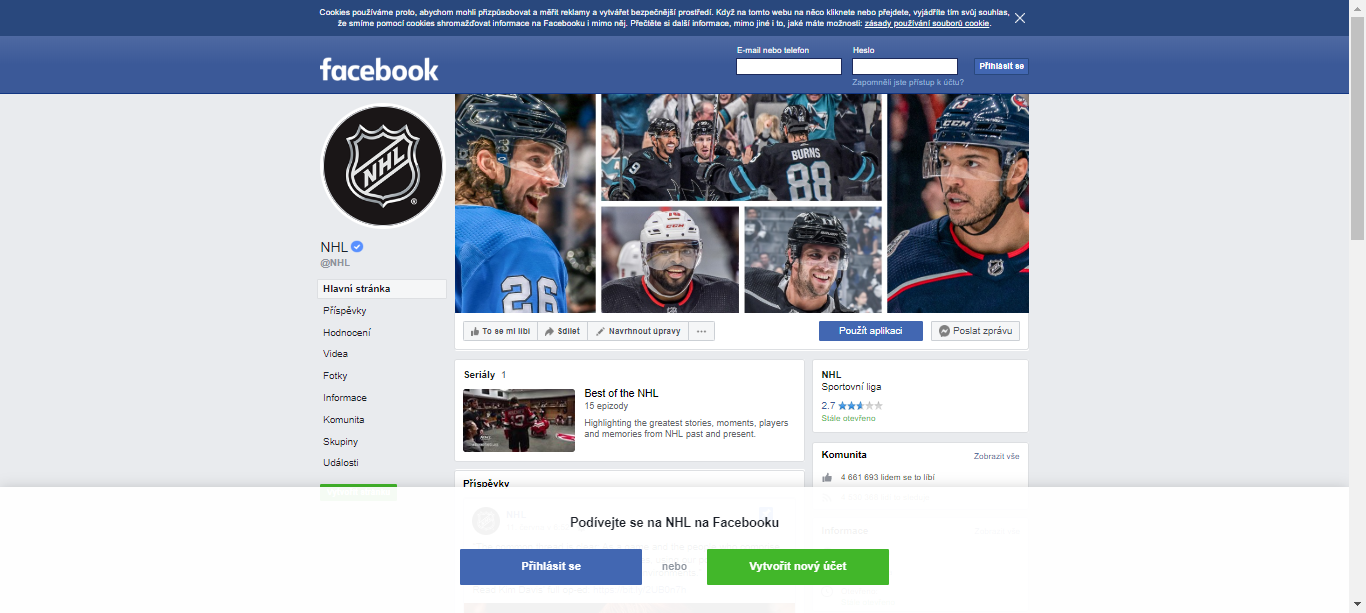 Cookies používáme proto, abychom mohli přizpůsobovat a měřit reklamy a vytvářet bezpečnější prostředí. Když na tomto webu na něco kliknete nebo přejdete, vyjádříte tím svůj souhlas,
že smíme pomocí cookies shromažďovat informace na Facebooku i mimo něj. Přečtěte si další informace, mimo jiné i to, jaké máte možnosti: zásady používání souborů cookie.
facebook
E-mail nebo telefon
Heslo
Přihlásit se
Zapomněli jste přístup k účtu?
NHL
NHL
@NHL
Hlavní stránka
Příspěvky
Hodnocení
Videa
Fotky
Informace
Komunita
Skupiny
Události
BURNS
88
26
To se mi líbí
Sdílet
Navrhnout úpravy
Použít aplikaci
Poslat zprávu
Seriály 1
Best of the NHL
15 epizody
Highlighting the greatest stories, moments, players
and memories from NHL past and present.
Příspěvky
NHL
Sportovní liga
2.7
Stále otevřeno
Komunita
Zobrazit vše
4 661 693 lidem se to líbí
Podívejte se na NHL na Facebooku
Přihlásit se
nebo
Vytvořit nový účet